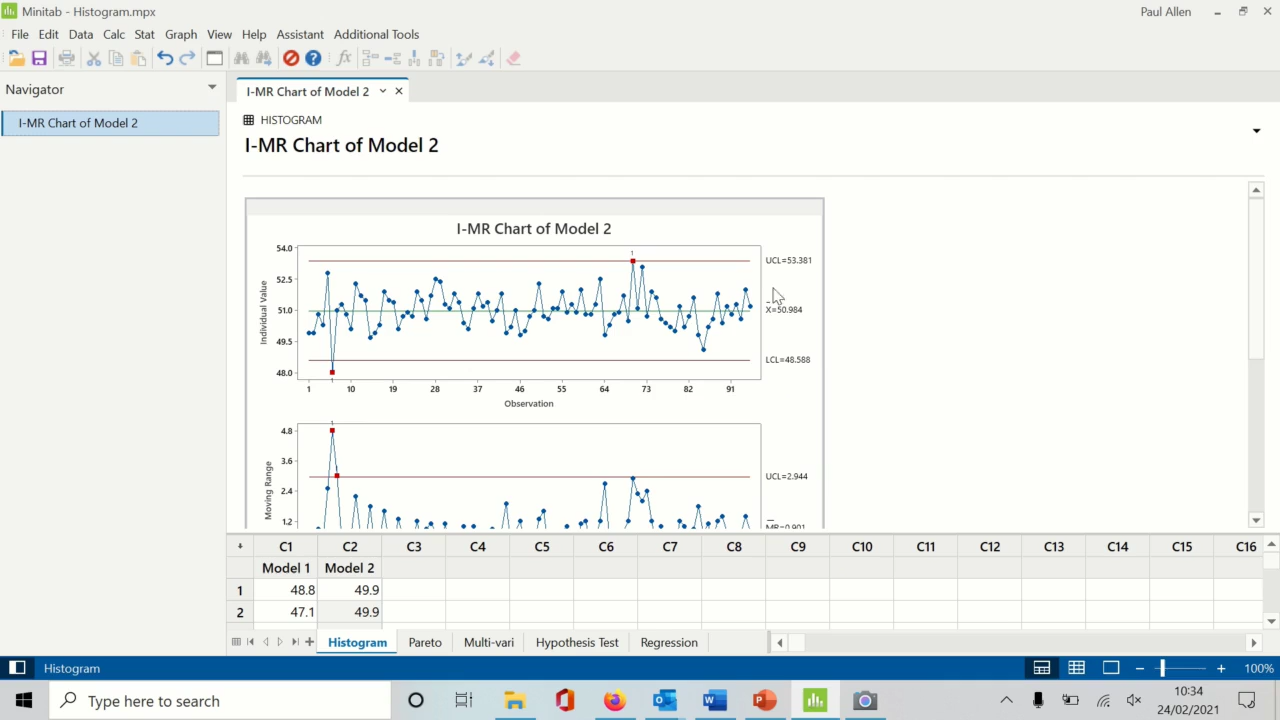 Minitab - Histogram.mpx
Paul Allen
File Edit Data Calc Stat Graph View Help Assistant Additional Tools
Navigator
I-MR Chart of Model 2
I-MR Chart of Model 2
HISTOGRAM
I-MR Chart of Model 2
I-MR Chart of Model 2
54.0
52.5
51.0
49.5
48.0
Individual Value
1
1
UCL=53.381
X=50.984
LCL=48.588
1 10 19 28 37 46 55 64 73 82 91
Observation
4.8
3.6
2.4
1.2
Moving Range
1
UCL=2.944
MR=0.901
C1 C2 C3 C4 C5 C6 C7 C8 C9 C10 C11 C12 C13 C14 C15 C16
Model 1 Model 2
1 48.8 49.9
2 47.1 49.9
Histogram Pareto Multi-vari Hypothesis Test Regression
Histogram
100%
Type here to search
10:34
24/02/2021